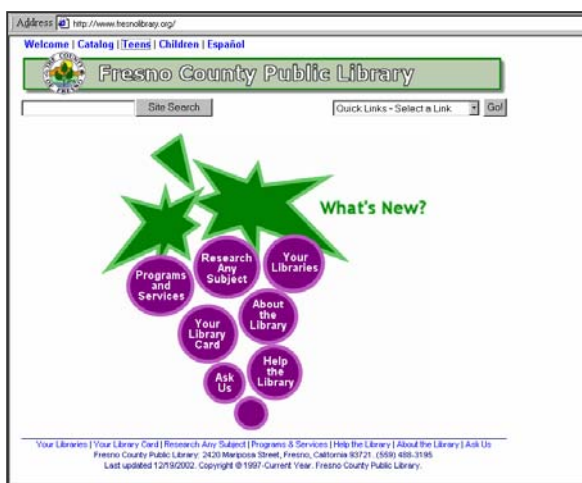 Address http://www.fresnolibrary.org/
Welcome | Catalog | Teens | Children | Español
THE COUNTY OF FRESNO
Fresno County Public Library
Site Search
Quick Links - Select a Link
Go!
What's New?
Programs
and
Services
Research
Any
Subject
Your
Libraries
Your
Library
Card
About
the
Library
Ask
Us
Help
the
Library
Your Libraries | Your Library Card | Research Any Subject | Programs & Services | Help the Library | About the Library | Ask Us
Fresno County Public Library: 2420 Mariposa Street, Fresno, California 93721. (559) 488-3195
Last updated 12/19/2002. Copyright © 1997-Current Year. Fresno County Public Library.